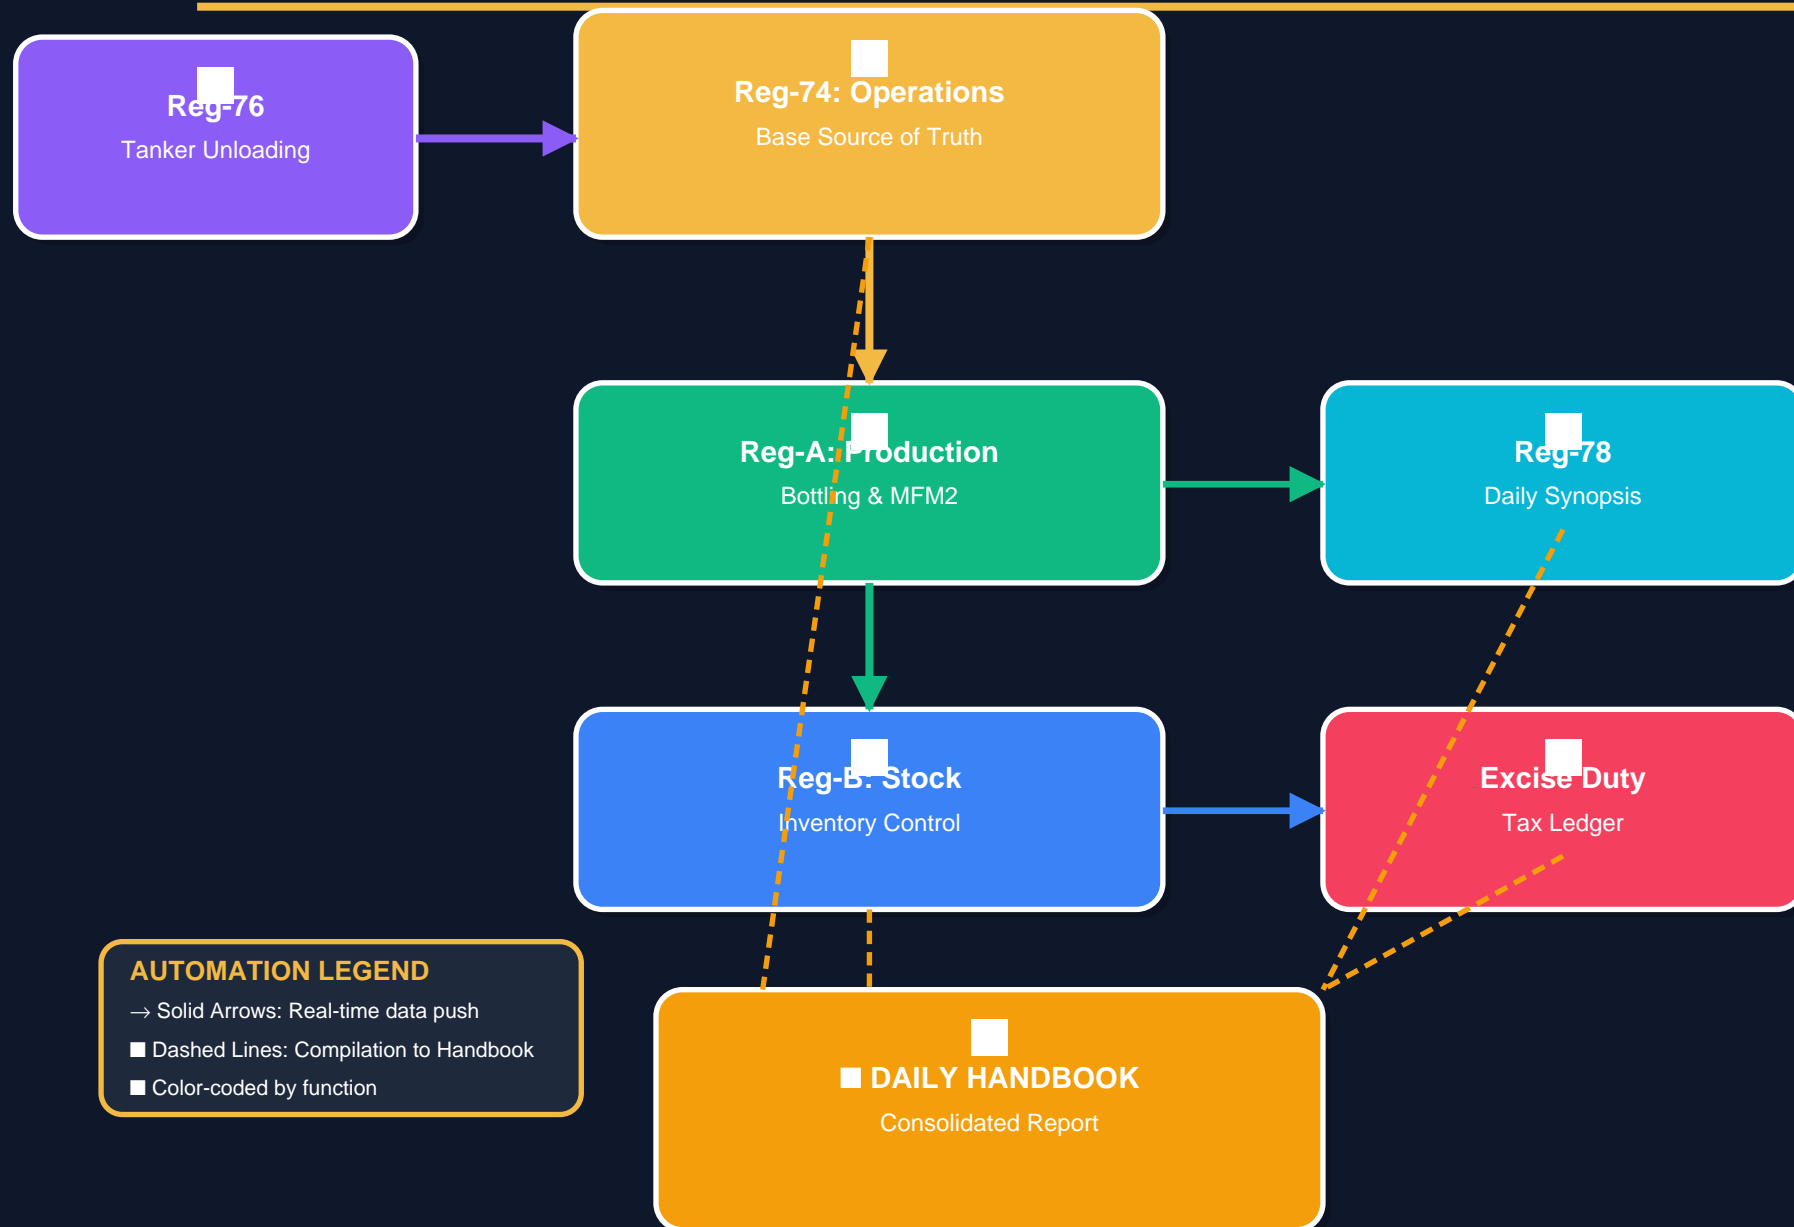 Reg-76
Tanker Unloading
Reg-74: Operations
Base Source of Truth
Reg-A: Production
Bottling & MFM2
Reg-78
Daily Synopsis
Reg-B: Stock
Inventory Control
Excise Duty
Tax Ledger
AUTOMATION LEGEND
→ Solid Arrows: Real-time data push
■ Dashed Lines: Compilation to Handbook
■ Color-coded by function
■ DAILY HANDBOOK
Consolidated Report